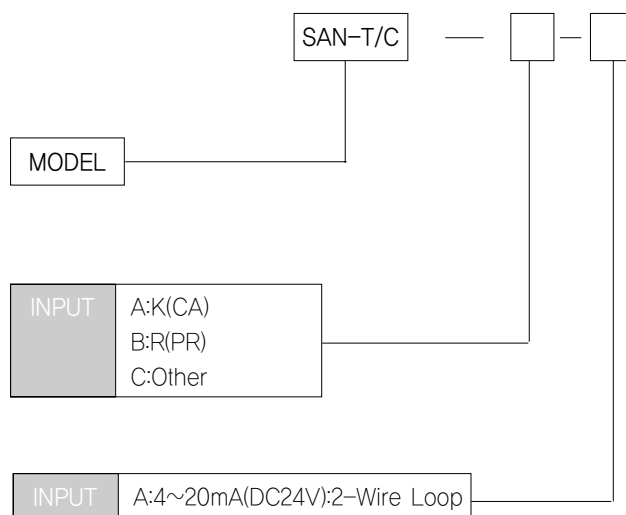 SAN-T/C — □ - □
MODEL
INPUT
A:K(CA)
B:R(PR)
C:Other
INPUT
A:4~20mA(DC24V):2-Wire Loop